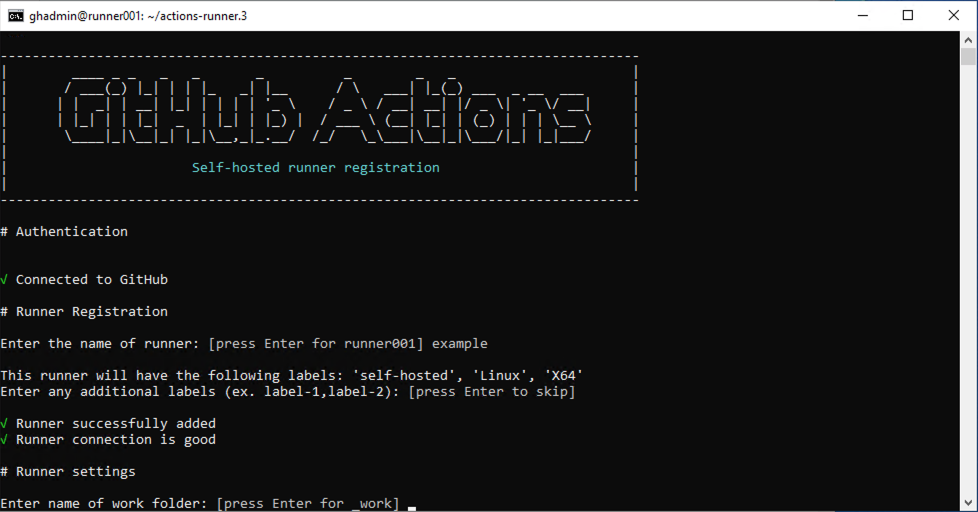 ghadmin@runner001: ~/actions-runner.3
GitHub Actions
Self-hosted runner registration
# Authentication
√ Connected to GitHub
# Runner Registration
Enter the name of runner: [press Enter for runner001] example
This runner will have the following labels: 'self-hosted', 'Linux', 'X64'
Enter any additional labels (ex. label-1,label-2): [press Enter to skip]
√ Runner successfully added
√ Runner connection is good
# Runner settings
Enter name of work folder: [press Enter for _work]